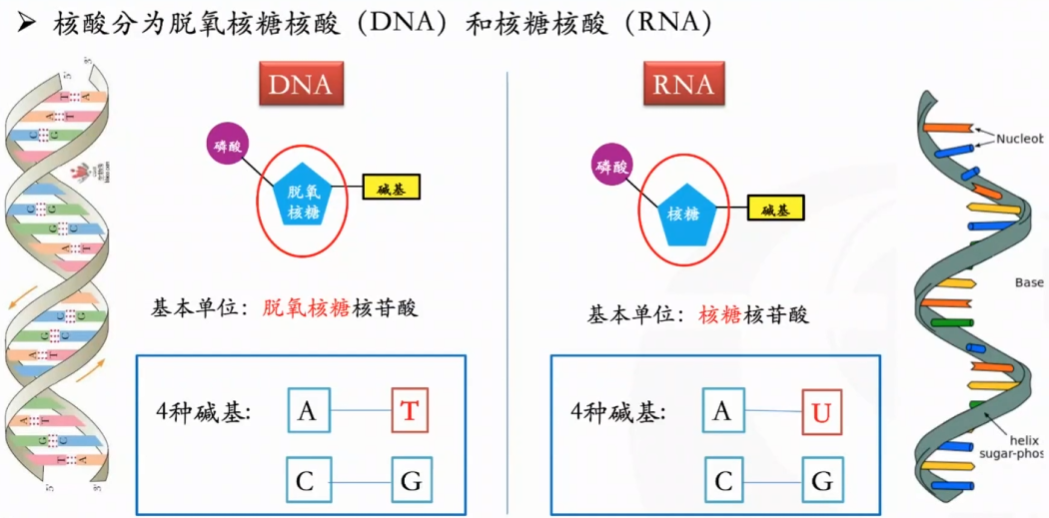 ➢ 核酸分为脱氧核糖核酸（DNA）和核糖核酸（RNA）
DNA
磷酸
脱氧
核糖
碱基
基本单位：脱氧核糖核苷酸
4种碱基:
A
T
C
G
RNA
磷酸
核糖
碱基
基本单位：核糖核苷酸
4种碱基:
A
U
C
G
Nucleot
Base
helix
sugar-phos
T A
A T
C G
C G
G C
A T
C G
G C
A T
A T
G C
T A